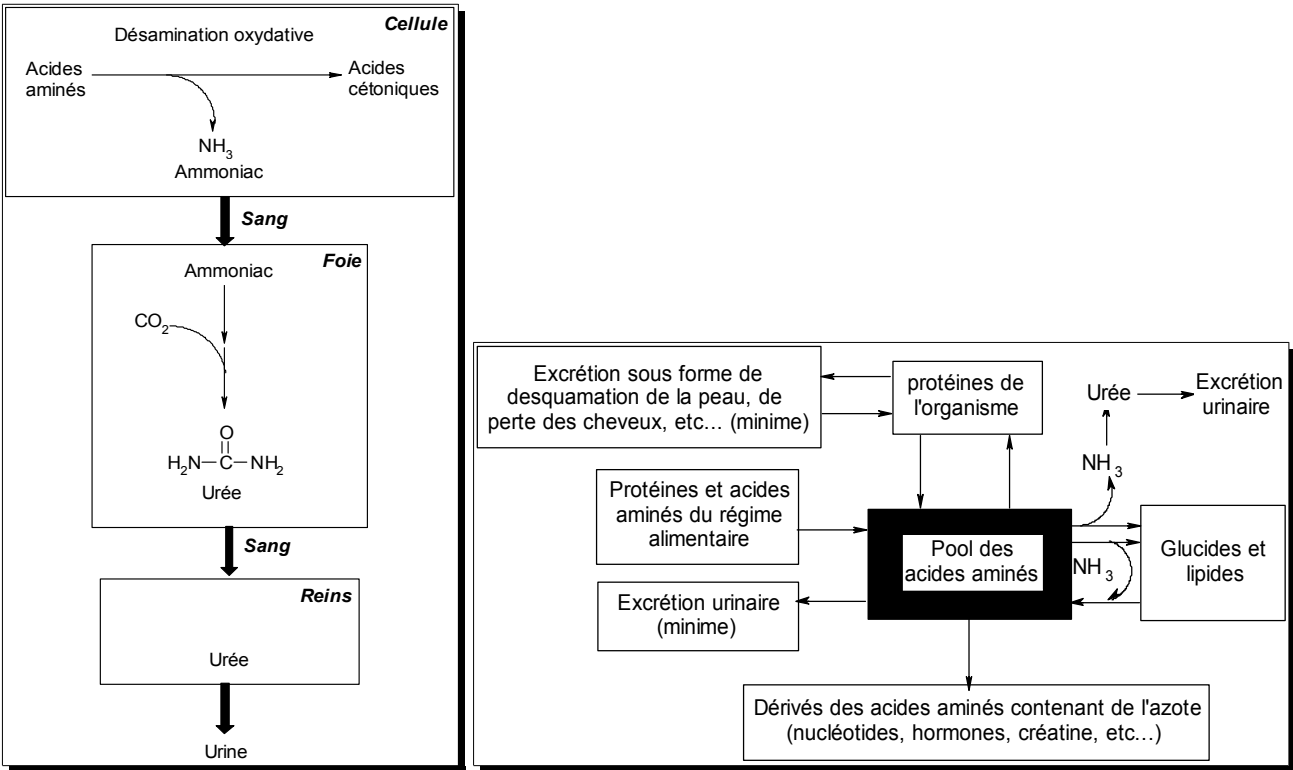 Cellule
Désamination oxydative
Acides
aminés
Acides
cétoniques
NH3
Ammoniac
Sang
Foie
Ammoniac
CO2
O
H2N-C-NH2
Urée
Sang
Reins
Urée
Urine
Excrétion sous forme de
desquamation de la peau, de
perte des cheveux, etc... (minime)
protéines de
l'organisme
Urée
Excrétion
urinaire
NH3
Protéines et acides
aminés du régime
alimentaire
Pool des
acides aminés
NH3
Glucides et
lipides
Excrétion urinaire
(minime)
Dérivés des acides aminés contenant de l'azote
(nucléotides, hormones, créatine, etc...)